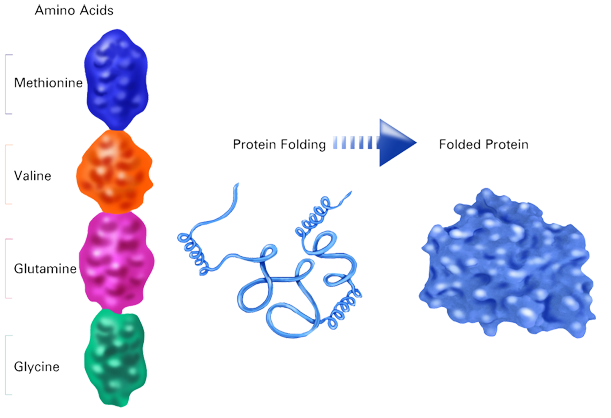 Amino Acids
Methionine
Valine
Glutamine
Glycine
Protein Folding
Folded Protein